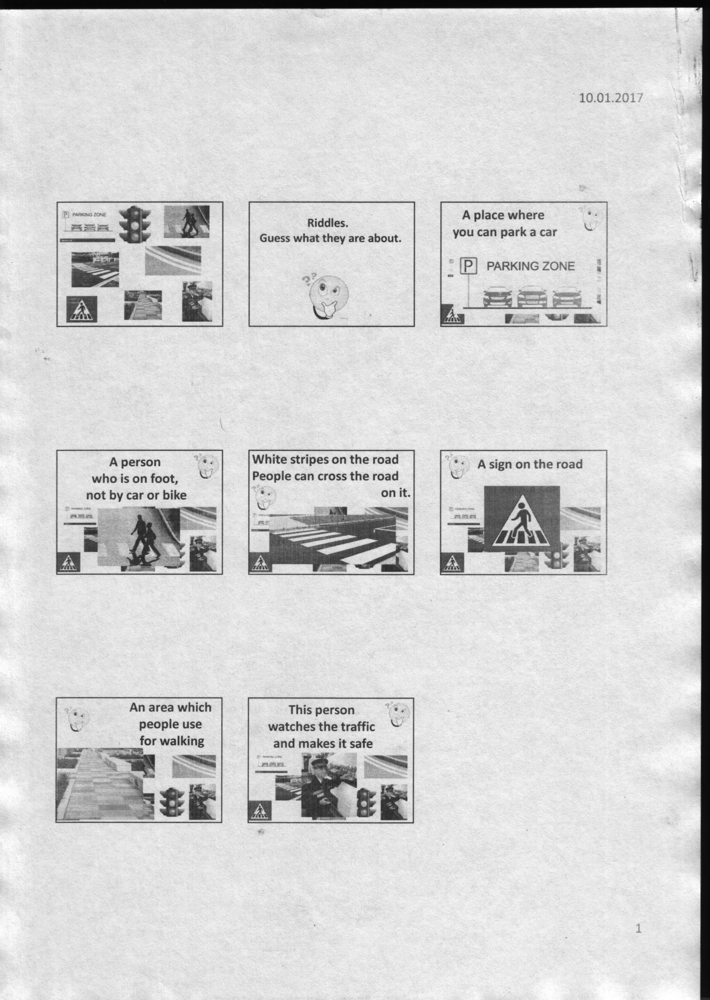 10.01.2017
P PARKING ZONE
Riddles.
Guess what they are about.
A place where
you can park a car
P PARKING ZONE
A person
who is on foot,
not by car or bike
P PARKING ZONE
White stripes on the road
People can cross the road
on it.
A sign on the road
P PARKING ZONE
An area which
people use
for walking
This person
watches the traffic
and makes it safe
P PARKING ZONE
1